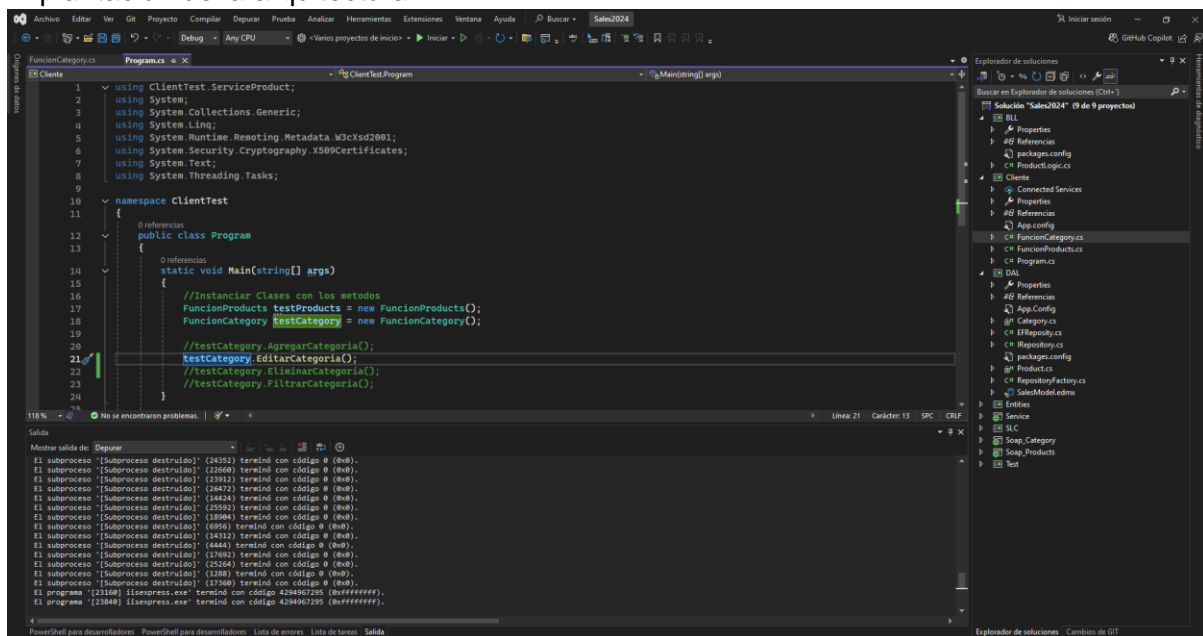 Archivo Editar Ver Git Proyecto Compilar Depurar Prueba Analizar Herramientas Extensiones Ventana Ayuda Buscar Sales2024 Iniciar sesión
Debug Any CPU <Varios proyectos de inicio> Iniciar GitHub Copilot
Orígenes de datos
FuncionCategory.cs Program.cs
Cliente ClientTest.Program Main(string[] args)
1 using ClientTest.ServiceProduct;
2 using System;
3 using System.Collections.Generic;
4 using System.Linq;
5 using System.Runtime.Remoting.Metadata.W3cXsd2001;
6 using System.Security.Cryptography.X509Certificates;
7 using System.Text;
8 using System.Threading.Tasks;
9
10 namespace ClientTest
11 {
0 referencias
12 public class Program
13 {
0 referencias
14 static void Main(string[] args)
15 {
16 //Instanciar Clases con los metodos
17 FuncionProducts testProducts = new FuncionProducts();
18 FuncionCategory testCategory = new FuncionCategory();
19
20 //testCategory.AgregarCategoria();
21 testCategory.EditarCategoria();
22 //testCategory.EliminarCategoria();
23 //testCategory.FiltrarCategoria();
24 }
118 % No se encontraron problemas. Línea: 21 Carácter: 13 SPC CRLF
Salida
Mostrar salida de: Depurar
El subproceso '[Subproceso destruido]' (24352) terminó con código 0 (0x0).
El subproceso '[Subproceso destruido]' (22660) terminó con código 0 (0x0).
El subproceso '[Subproceso destruido]' (23912) terminó con código 0 (0x0).
El subproceso '[Subproceso destruido]' (26472) terminó con código 0 (0x0).
El subproceso '[Subproceso destruido]' (14424) terminó con código 0 (0x0).
El subproceso '[Subproceso destruido]' (25592) terminó con código 0 (0x0).
El subproceso '[Subproceso destruido]' (18904) terminó con código 0 (0x0).
El subproceso '[Subproceso destruido]' (6956) terminó con código 0 (0x0).
El subproceso '[Subproceso destruido]' (14312) terminó con código 0 (0x0).
El subproceso '[Subproceso destruido]' (4444) terminó con código 0 (0x0).
El subproceso '[Subproceso destruido]' (17692) terminó con código 0 (0x0).
El subproceso '[Subproceso destruido]' (25264) terminó con código 0 (0x0).
El subproceso '[Subproceso destruido]' (1288) terminó con código 0 (0x0).
El subproceso '[Subproceso destruido]' (17360) terminó con código 0 (0x0).
El programa '[23160] iisexpress.exe' terminó con código 4294967295 (0xffffffff).
El programa '[23840] iisexpress.exe' terminó con código 4294967295 (0xffffffff).
PowerShell para desarrolladores PowerShell para desarrolladores Lista de errores Lista de tareas Salida
Explorador de soluciones
Buscar en Explorador de soluciones (Ctrl+´)
Solución "Sales2024" (9 de 9 proyectos)
BLL
Properties
Referencias
packages.config
C# ProductLogic.cs
Cliente
Connected Services
Properties
Referencias
App.config
C# FuncionCategory.cs
C# FuncionProducts.cs
C# Program.cs
DAL
Properties
Referencias
App.Config
Category.cs
C# EFReposity.cs
C# IRepository.cs
packages.config
Product.cs
C# RepositoryFactory.cs
SalesModel.edmx
Entities
Service
SLC
Soap_Category
Soap_Products
Test
Explorador de soluciones Cambios de GIT
Herramientas de diagnóstico